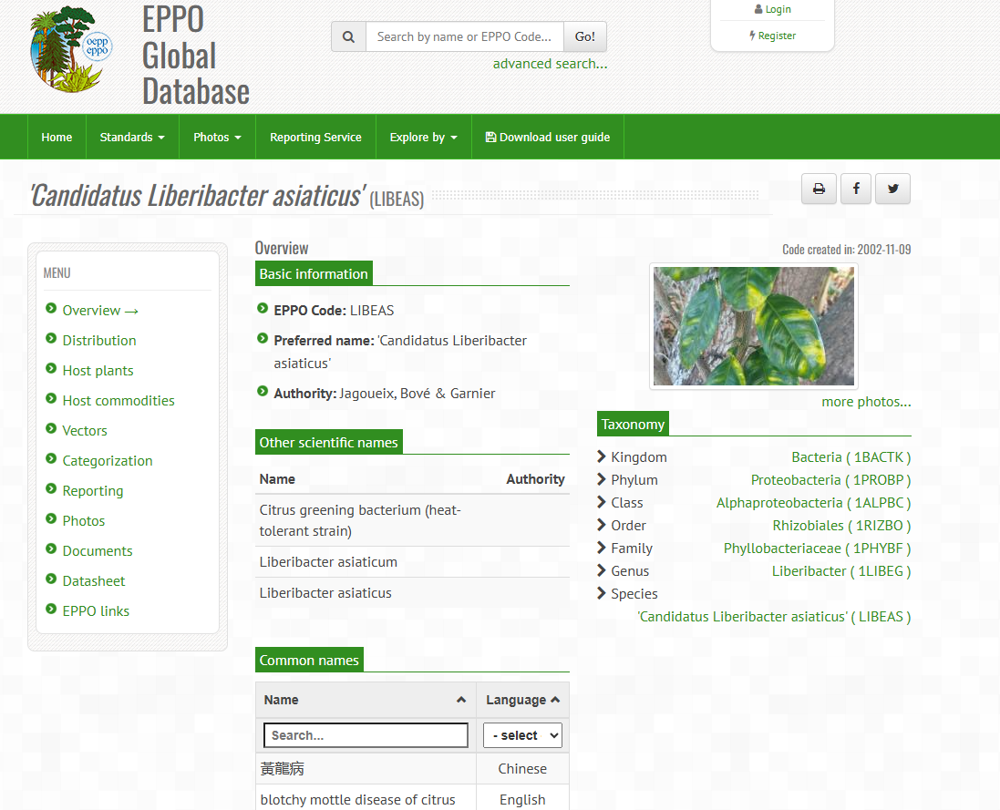 EPPO
Global
Database
oepp
eppo
Search by name or EPPO Code...
Go!
advanced search...
Login
Register
Home
Standards
Photos
Reporting Service
Explore by
Download user guide
'Candidatus Liberibacter asiaticus' (LIBEAS)
MENU
Overview →
Distribution
Host plants
Host commodities
Vectors
Categorization
Reporting
Photos
Documents
Datasheet
EPPO links
Overview
Basic information
EPPO Code: LIBEAS
Preferred name: 'Candidatus Liberibacter
asiaticus'
Authority: Jagoueix, Bové & Garnier
Other scientific names
Name Authority
Citrus greening bacterium (heat-
tolerant strain)
Liberibacter asiaticum
Liberibacter asiaticus
Common names
Name Language
Search... - select
黃龍病 Chinese
blotchy mottle disease of citrus English
Code created in: 2002-11-09
more photos...
Taxonomy
Kingdom Bacteria ( 1BACTK )
Phylum Proteobacteria ( 1PROBP )
Class Alphaproteobacteria ( 1ALPBC )
Order Rhizobiales ( 1RIZBO )
Family Phyllobacteriaceae ( 1PHYBF )
Genus Liberibacter ( 1LIBEG )
Species
'Candidatus Liberibacter asiaticus' ( LIBEAS )